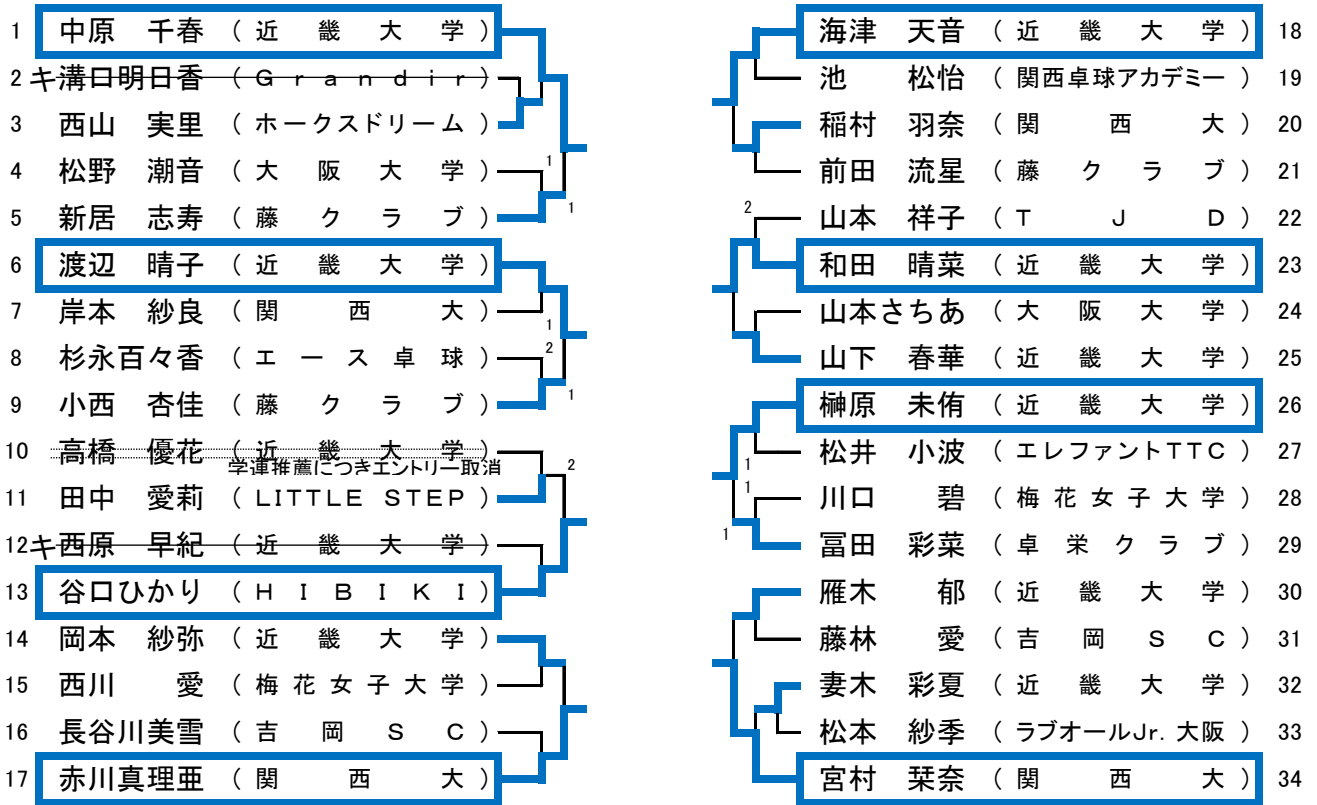 1 中原 千春 (近畿大学)
2 キ溝口明日香 (Grandir)
3 西山 実里 (ホークスドリーム)
4 松野 潮音 (大阪大学) 1
5 新居 志寿 (藤クラブ) 1
6 渡辺 晴子 (近畿大学)
7 岸本 紗良 (関西大) 1
8 杉永百々香 (エース卓球) 2
9 小西 杏佳 (藤クラブ) 1
10 高橋 優花 (近畿大学) 2
学連推薦につきエントリー取消
11 田中 愛莉 (LITTLE STEP)
12 キ西原 早紀 (近畿大学)
13 谷口ひかり (HIBIKI)
14 岡本 紗弥 (近畿大学)
15 西川 愛 (梅花女子大学)
16 長谷川美雪 (吉岡SC)
17 赤川真理亜 (関西大)
海津 天音 (近畿大学) 18
池 松怡 (関西卓球アカデミー) 19
稲村 羽奈 (関西大) 20
前田 流星 (藤クラブ) 21
2 山本 祥子 (TJD) 22
和田 晴菜 (近畿大学) 23
山本さちあ (大阪大学) 24
山下 春華 (近畿大学) 25
榊原 未侑 (近畿大学) 26
1 松井 小波 (エレファントTTC) 27
1 川口 碧 (梅花女子大学) 28
1 冨田 彩菜 (卓栄クラブ) 29
雁木 郁 (近畿大学) 30
藤林 愛 (吉岡SC) 31
妻木 彩夏 (近畿大学) 32
松本 紗季 (ラブオールJr.大阪) 33
宮村 栞奈 (関西大) 34